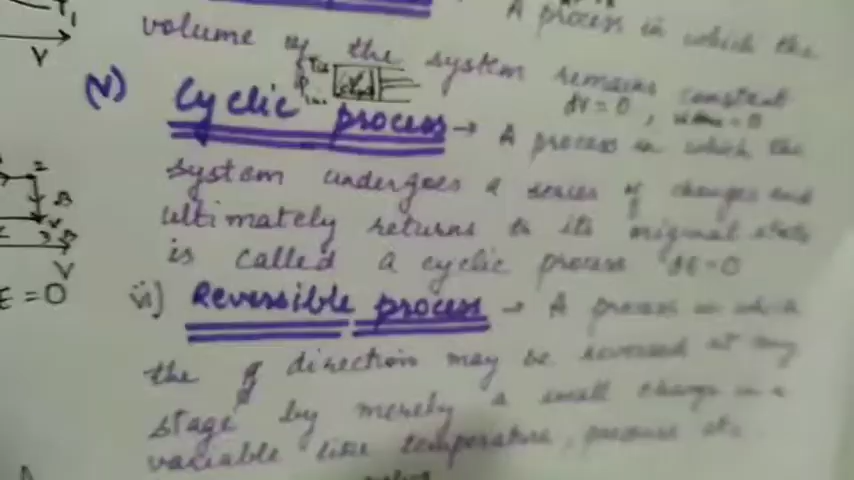 T1
V
A process in which the
volume of the system remains constant
dV = 0
(V) Cyclic process → A process in which the
system undergoes a series of changes and
ultimately returns to its original state
is called a cyclic process dE = 0
V
E = 0
vi) Reversible process → A process in which
the direction may be reversed at any
stage by merely a small change in a
variable like temperature, pressure etc.